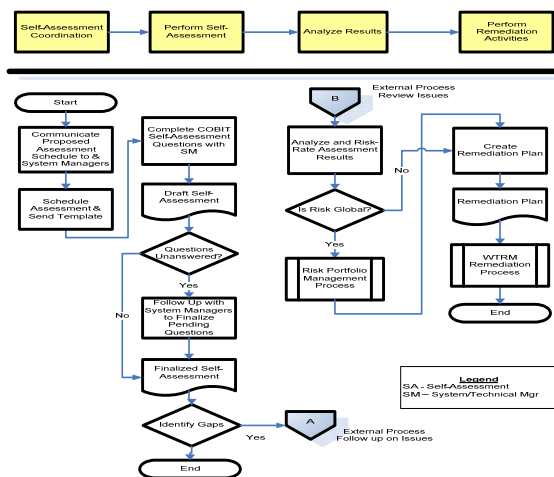 Self-Assessment
Coordination
Perform Self-
Assessment
Analyze Results
Perform
Remediation
Activities
Start
Communicate
Proposed
Assessment
Schedule to &
System Managers
Schedule
Assessment &
Send Template
Complete COBIT
Self-Assessment
Questions with
SM
Draft Self-
Assessment
Questions
Unanswered?
Yes
No
Follow Up with
System Managers
to Finalize
Pending
Questions
Finalized Self-
Assessment
Identify Gaps
Yes
End
A
External Process
Follow up on Issues
B
External Process
Review Issues
Analyze and Risk-
Rate Assessment
Results
Is Risk Global?
No
Yes
Risk Portfolio
Management
Process
Create
Remediation Plan
Remediation Plan
WTRM
Remediation
Process
End
Legend
SA - Self-Assessment
SM – System/Technical Mgr